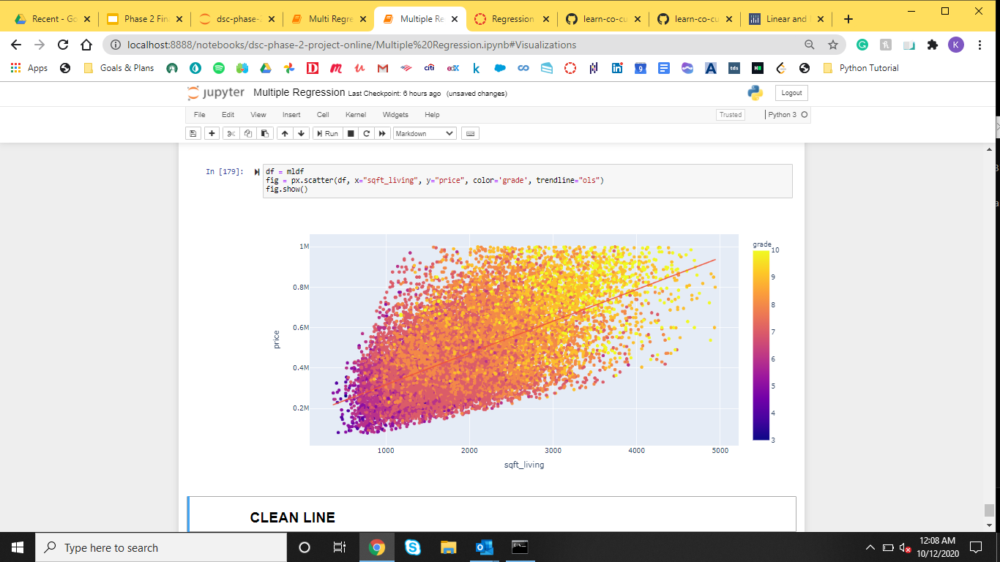 Recent - Go
Phase 2 Fin
dsc-phase-
Multi Regre
Multiple Re
Regression
learn-co-cu
learn-co-cu
Linear and
localhost:8888/notebooks/dsc-phase-2-project-online/Multiple%20Regression.ipynb#Visualizations
K
Apps
Goals & Plans
Python Tutorial
jupyter Multiple Regression Last Checkpoint: 6 hours ago (unsaved changes)
Logout
File Edit View Insert Cell Kernel Widgets Help
Trusted
Python 3
Run
Markdown
In [179]:
df = mldf
fig = px.scatter(df, x="sqft_living", y="price", color='grade', trendline="ols")
fig.show()
1M
0.8M
0.6M
0.4M
0.2M
price
1000 2000 3000 4000 5000
sqft_living
grade
10
9
8
7
6
5
4
3
CLEAN LINE
Type here to search
12:08 AM
10/12/2020